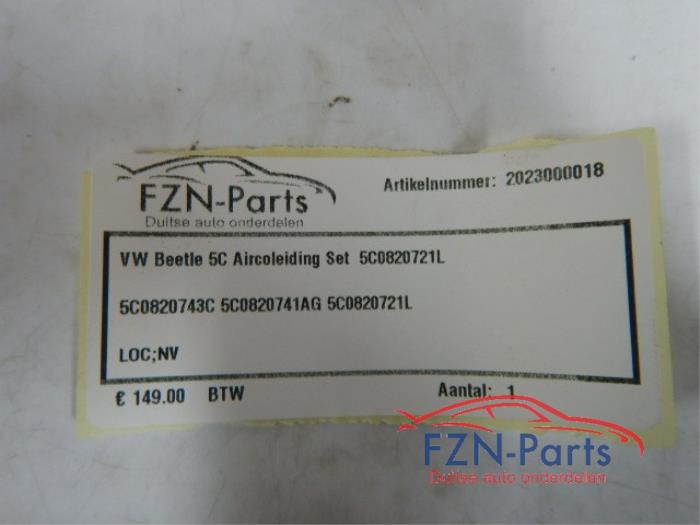 FZN-Parts
Duitse auto onderdelen
Artikelnummer: 2023000018
VW Beetle 5C Aircoleiding Set 5C0820721L
5C0820743C 5C0820741AG 5C0820721L
LOC;NV
€ 149.00 BTW Aantal: 1
FZN-Parts
Duitse auto onderdelen